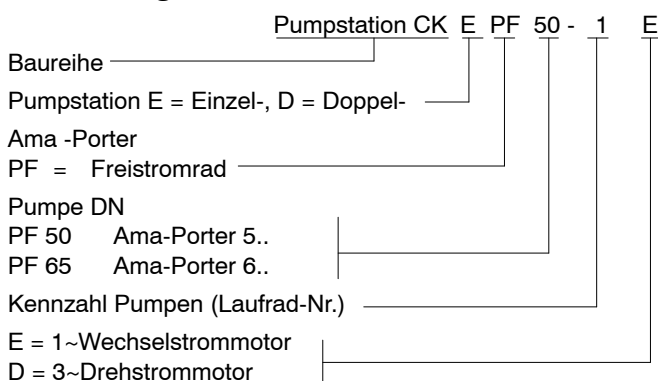 Pumpstation CK E PF 50 - 1 E
Baureihe
Pumpstation E = Einzel-, D = Doppel-
Ama -Porter
PF = Freistromrad
Pumpe DN
PF 50 Ama-Porter 5..
PF 65 Ama-Porter 6..
Kennzahl Pumpen (Laufrad-Nr.)
E = 1~Wechselstrommotor
D = 3~Drehstrommotor